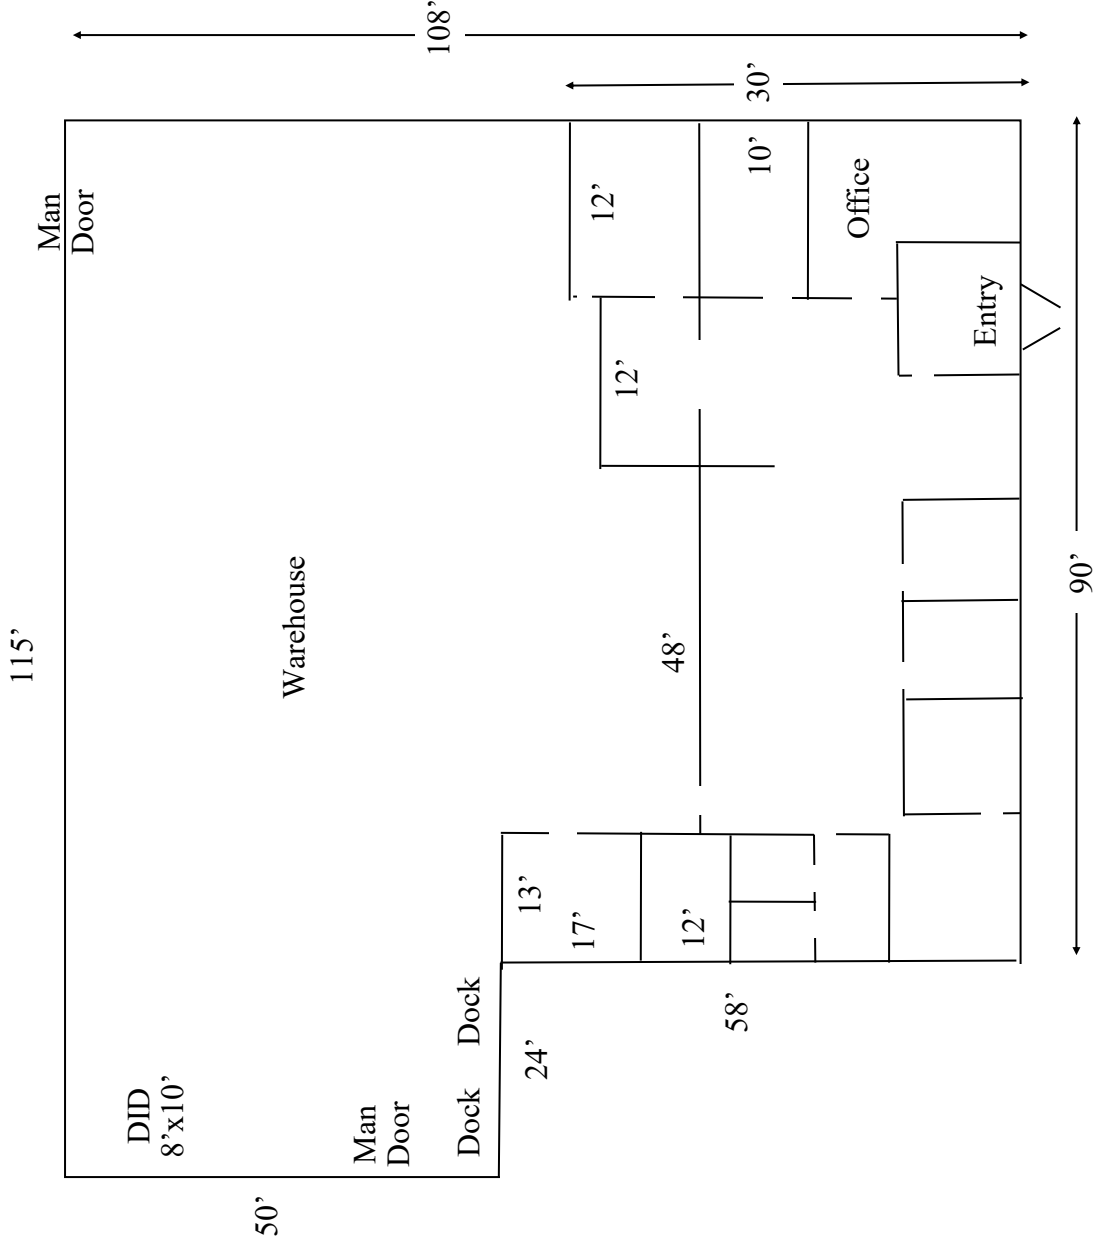 115’
Man
Door
108’
30’
DID
8’x10’
50’
Warehouse
Man
Door
Dock
Dock
24’
13’
17’
12’
58’
48’
12’
12’
10’
Office
Entry
90’